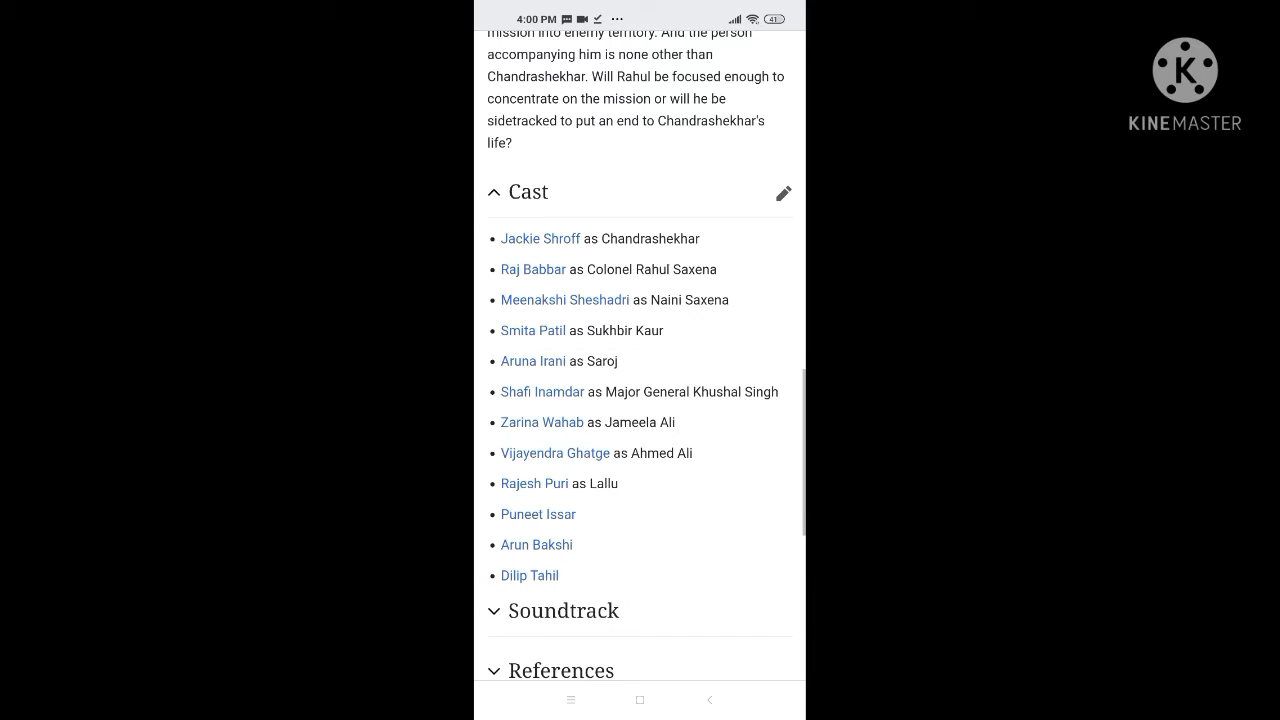 4:00 PM
41
mission into enemy territory. And the person
accompanying him is none other than
Chandrashekhar. Will Rahul be focused enough to
concentrate on the mission or will he be
sidetracked to put an end to Chandrashekhar's
life?
Cast
Jackie Shroff as Chandrashekhar
Raj Babbar as Colonel Rahul Saxena
Meenakshi Sheshadri as Naini Saxena
Smita Patil as Sukhbir Kaur
Aruna Irani as Saroj
Shafi Inamdar as Major General Khushal Singh
Zarina Wahab as Jameela Ali
Vijayendra Ghatge as Ahmed Ali
Rajesh Puri as Lallu
Puneet Issar
Arun Bakshi
Dilip Tahil
Soundtrack
References
K
KINEMASTER